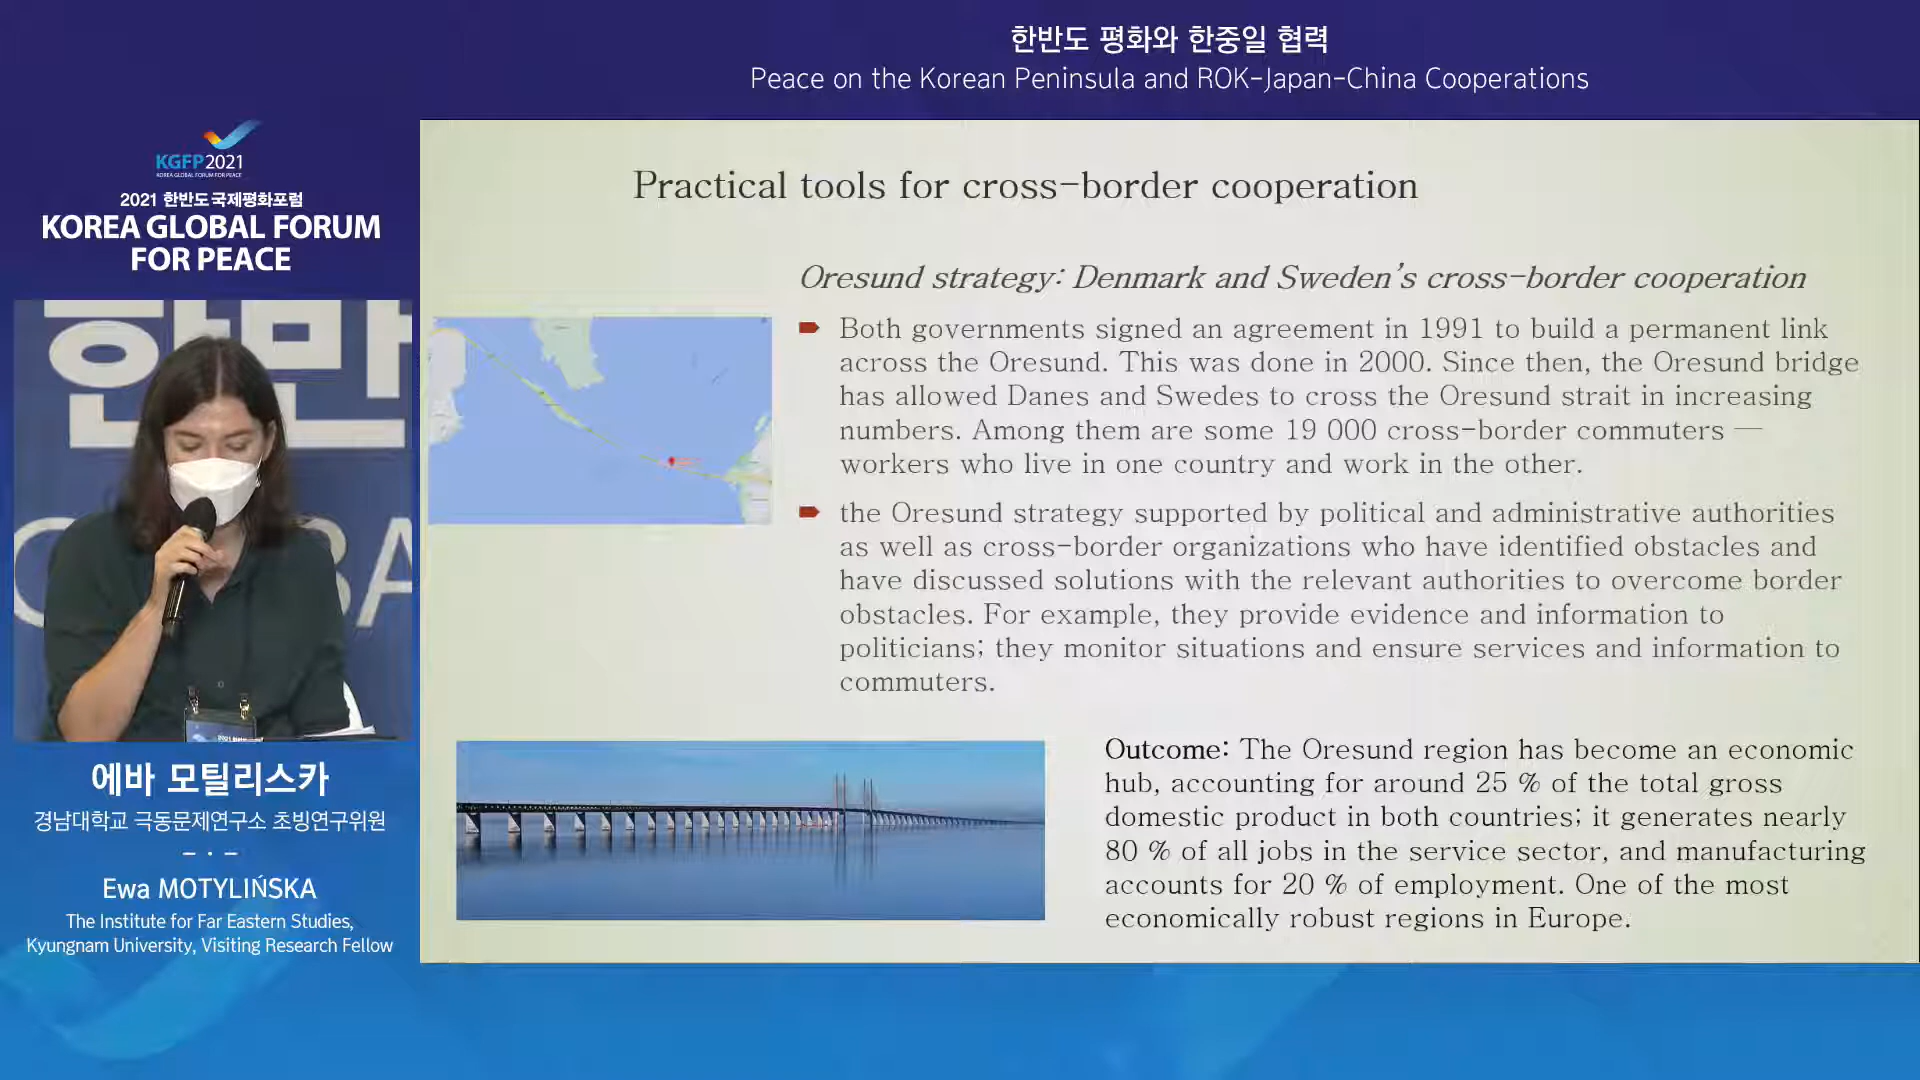 한반도 평화와 한중일 협력
Peace on the Korean Peninsula and ROK-Japan-China Cooperations
KGFP2021
KOREA GLOBAL FORUM FOR PEACE
2021 한반도국제평화포럼
KOREA GLOBAL FORUM
FOR PEACE
한반
에바 모틸리스카
경남대학교 극동문제연구소 초빙연구위원
Ewa MOTYLIŃSKA
The Institute for Far Eastern Studies,
Kyungnam University, Visiting Research Fellow
Practical tools for cross-border cooperation
Oresund strategy: Denmark and Sweden's cross-border cooperation
Both governments signed an agreement in 1991 to build a permanent link
across the Oresund. This was done in 2000. Since then, the Oresund bridge
has allowed Danes and Swedes to cross the Oresund strait in increasing
numbers. Among them are some 19 000 cross-border commuters —
workers who live in one country and work in the other.
the Oresund strategy supported by political and administrative authorities
as well as cross-border organizations who have identified obstacles and
have discussed solutions with the relevant authorities to overcome border
obstacles. For example, they provide evidence and information to
politicians; they monitor situations and ensure services and information to
commuters.
Outcome: The Oresund region has become an economic
hub, accounting for around 25 % of the total gross
domestic product in both countries; it generates nearly
80 % of all jobs in the service sector, and manufacturing
accounts for 20 % of employment. One of the most
economically robust regions in Europe.